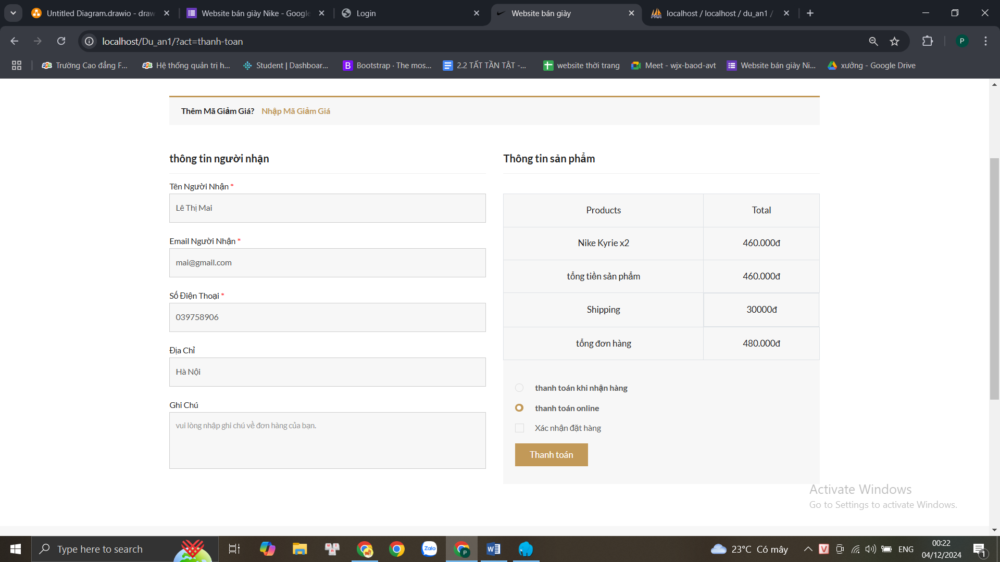 Untitled Diagram.drawio - draw
Website bán giày Nike - Google
Login
Website bán giày
localhost / localhost / du_an1 /
localhost/Du_an1/?act=thanh-toan
P
Trường Cao đẳng F...
Hệ thống quản trị h...
Student | Dashboar...
B Bootstrap · The mos...
2.2 TẤT TẦN TẬT -...
website thời trang
Meet - wjx-baod-avt
Website bán giày Ni...
xưởng - Google Drive
Thêm Mã Giảm Giá? Nhập Mã Giảm Giá
thông tin người nhận
Tên Người Nhận *
Lê Thị Mai
Email Người Nhận *
mai@gmail.com
Số Điện Thoại *
039758906
Địa Chỉ
Hà Nội
Ghi Chú
vui lòng nhập ghi chú về đơn hàng của bạn.
Thông tin sản phẩm
Products Total
Nike Kyrie x2 460.000đ
tổng tiền sản phẩm 460.000đ
Shipping 30000đ
tổng đơn hàng 480.000đ
thanh toán khi nhận hàng
thanh toán online
Xác nhận đặt hàng
Thanh toán
Activate Windows
Go to Settings to activate Windows.
Type here to search
Zalo
P
W
23°C Có mây
V
ENG
00:22
04/12/2024
1